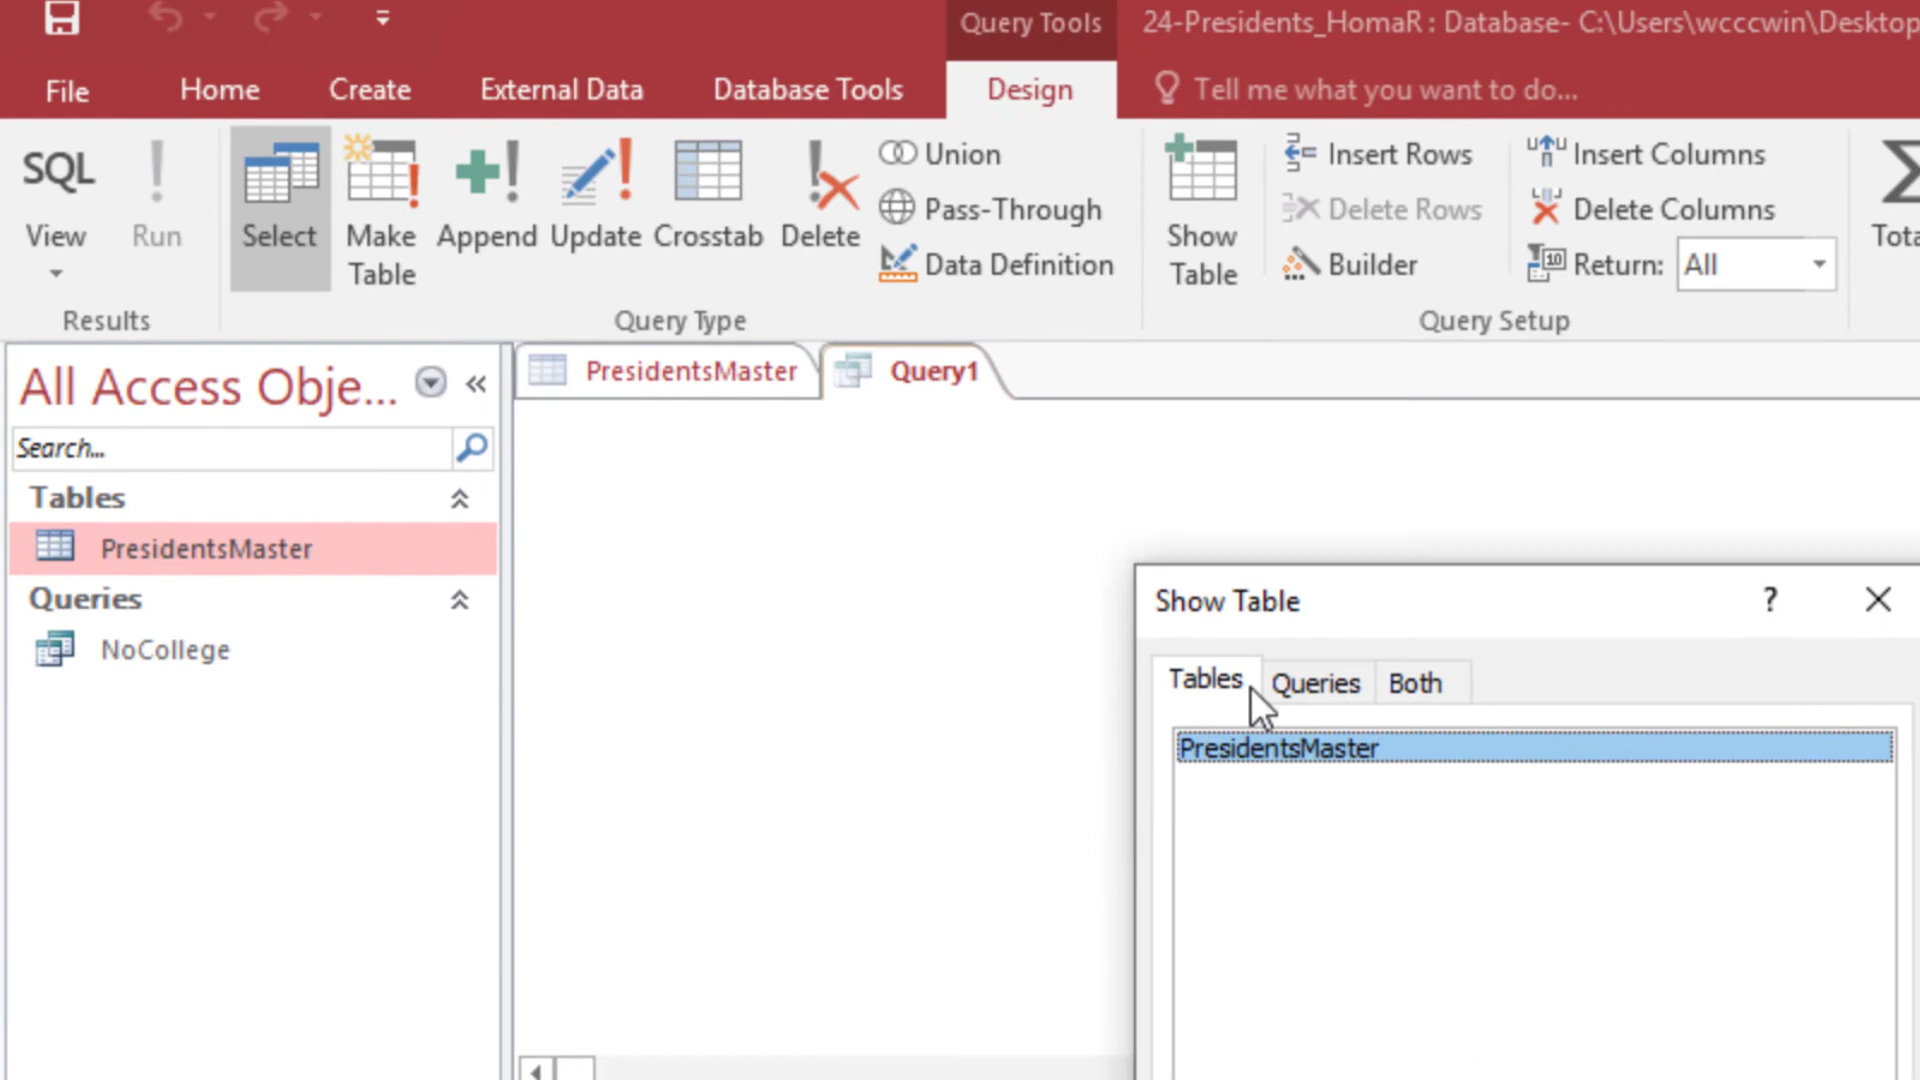 Query Tools
24-Presidents_HomaR : Database- C:\Users\wcccwin\Desktop
File
Home
Create
External Data
Database Tools
Design
Tell me what you want to do...
SQL
View
Run
Select
Make
Table
Append
Update
Crosstab
Delete
Union
Pass-Through
Data Definition
Show
Table
Insert Rows
Delete Rows
Builder
Insert Columns
Delete Columns
10
Return: All
Results
Query Type
Query Setup
All Access Obje...
PresidentsMaster
Query1
Search...
Tables
PresidentsMaster
Queries
NoCollege
Show Table
?
Tables
Queries
Both
PresidentsMaster